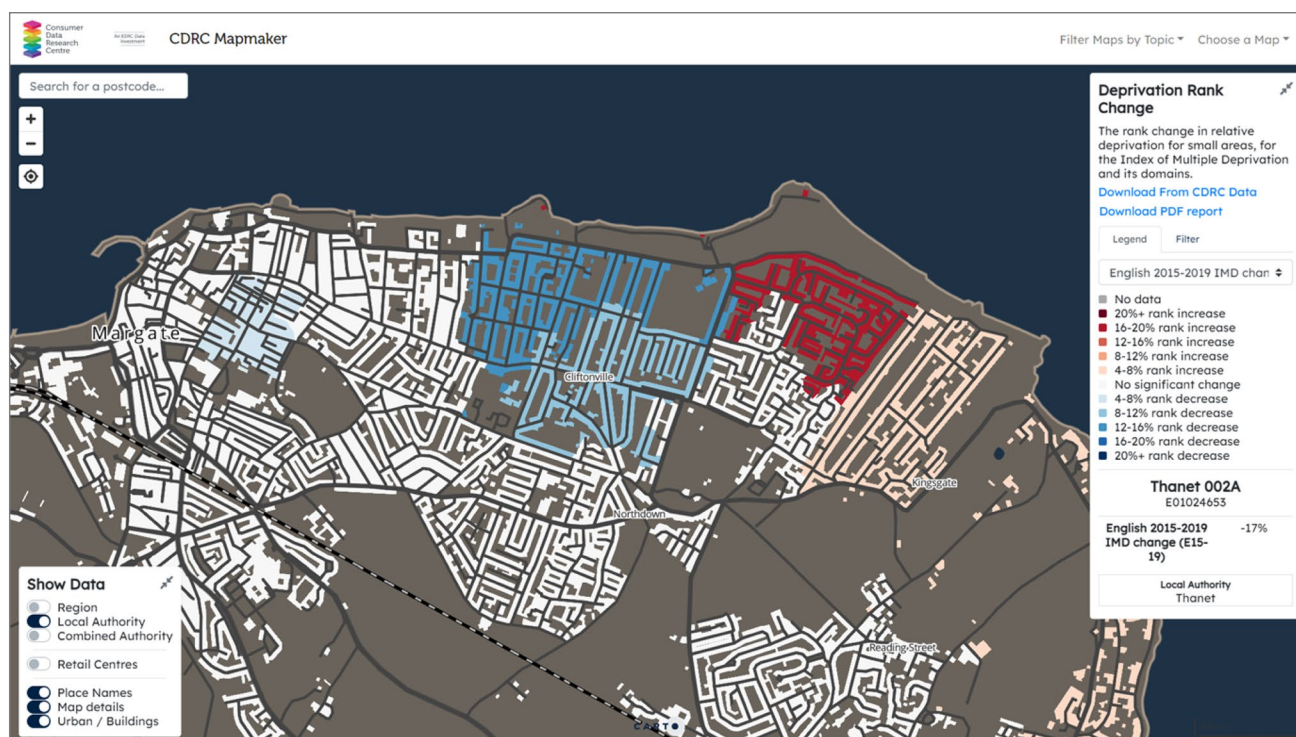 Consumer
Data
Research
Centre
An ESRC Data
Investment
CDRC Mapmaker
Filter Maps by Topic
Choose a Map
Search for a postcode...
+
−
Margate
Cliftonville
Northdown
Kingsgate
Reading Street
CARTO
Deprivation Rank
Change
The rank change in relative
deprivation for small areas, for
the Index of Multiple Deprivation
and its domains.
Download From CDRC Data
Download PDF report
Legend
Filter
English 2015-2019 IMD chan
No data
20%+ rank increase
16-20% rank increase
12-16% rank increase
8-12% rank increase
4-8% rank increase
No significant change
4-8% rank decrease
8-12% rank decrease
12-16% rank decrease
16-20% rank decrease
20%+ rank decrease
Thanet 002A
E01024653
English 2015-2019 -17%
IMD change (E15-
19)
Local Authority
Thanet
Show Data
Region
Local Authority
Combined Authority
Retail Centres
Place Names
Map details
Urban / Buildings